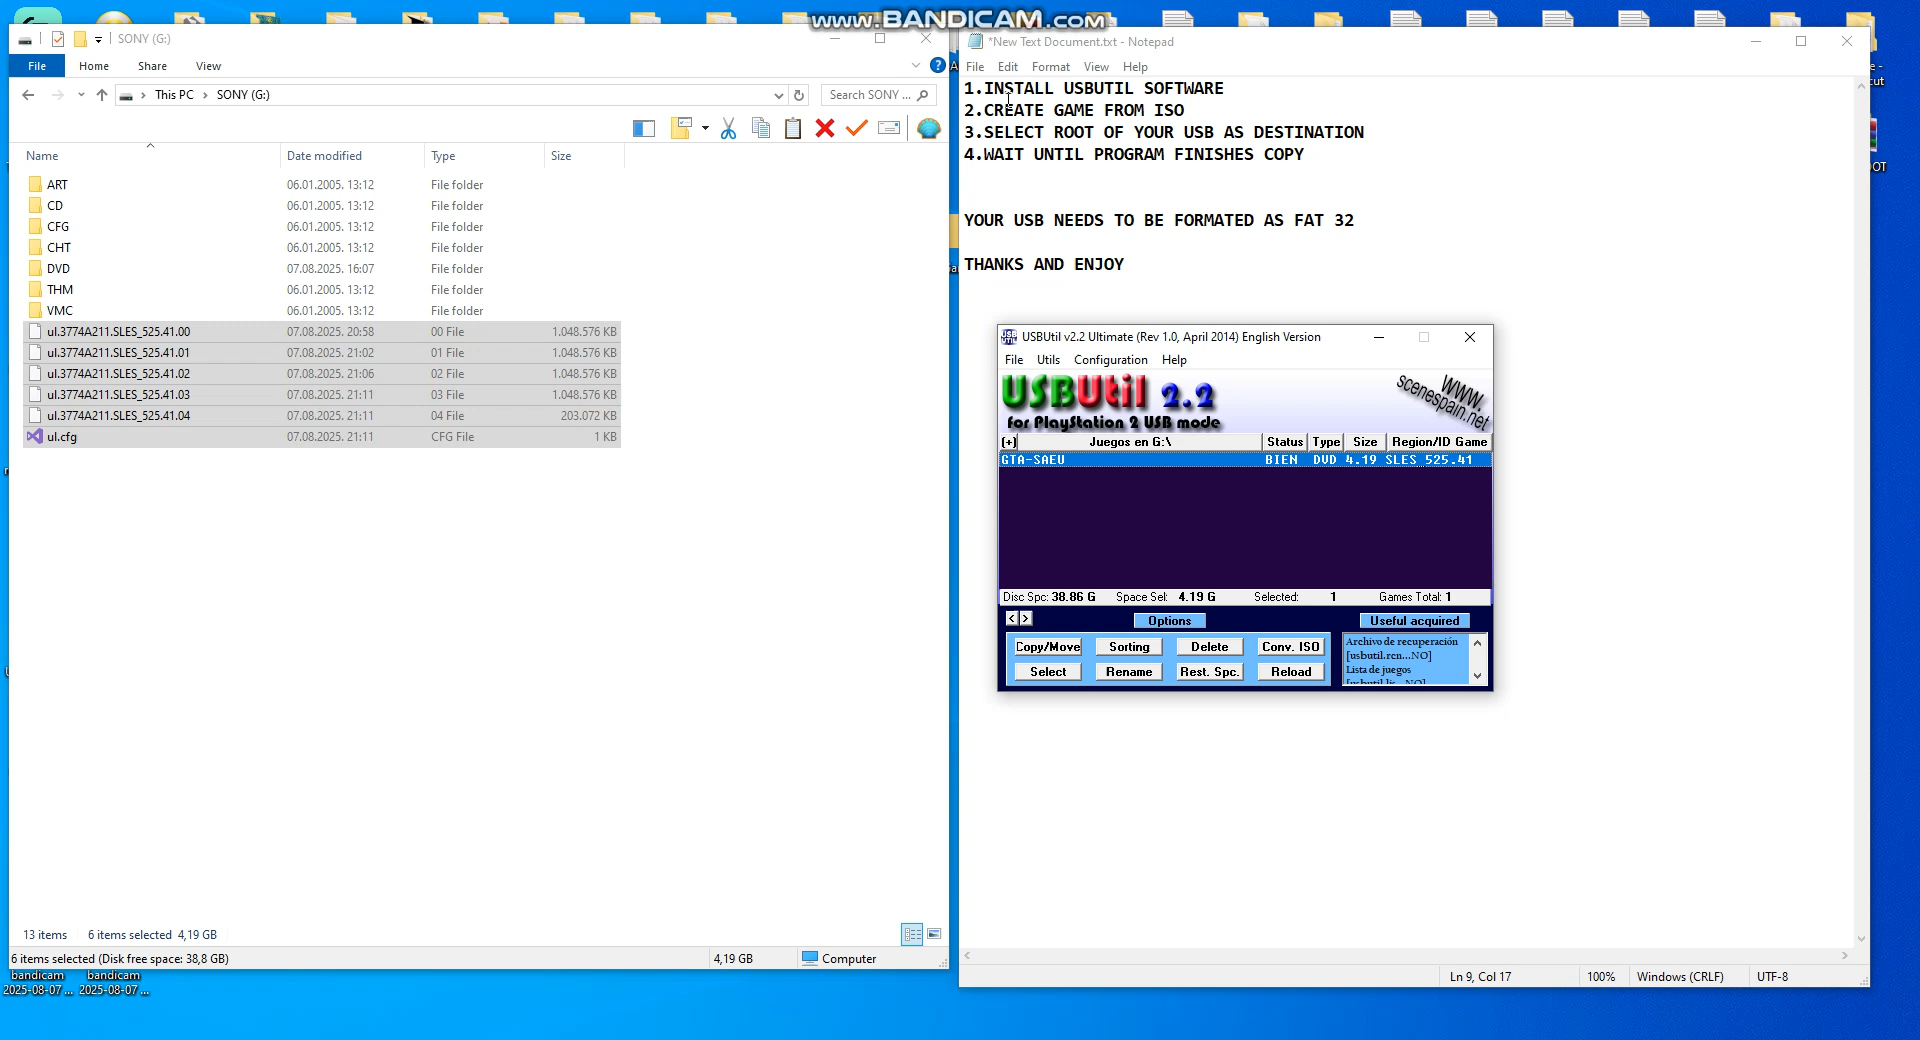 www.BANDICAM.com
SONY (G:)
File Home Share View
This PC SONY (G:)
Search SONY ...
Name Date modified Type Size
ART 06.01.2005. 13:12 File folder
CD 06.01.2005. 13:12 File folder
CFG 06.01.2005. 13:12 File folder
CHT 06.01.2005. 13:12 File folder
DVD 07.08.2025. 16:07 File folder
THM 06.01.2005. 13:12 File folder
VMC 06.01.2005. 13:12 File folder
ul.3774A211.SLES_525.41.00 07.08.2025. 20:58 00 File 1.048.576 KB
ul.3774A211.SLES_525.41.01 07.08.2025. 21:02 01 File 1.048.576 KB
ul.3774A211.SLES_525.41.02 07.08.2025. 21:06 02 File 1.048.576 KB
ul.3774A211.SLES_525.41.03 07.08.2025. 21:11 03 File 1.048.576 KB
ul.3774A211.SLES_525.41.04 07.08.2025. 21:11 04 File 203.072 KB
ul.cfg 07.08.2025. 21:11 CFG File 1 KB
13 items 6 items selected 4,19 GB
6 items selected (Disk free space: 38,8 GB) 4,19 GB Computer
bandicam bandicam
2025-08-07 ... 2025-08-07 ...
*New Text Document.txt - Notepad
File Edit Format View Help
1.INSTALL USBUTIL SOFTWARE
2.CREATE GAME FROM ISO
3.SELECT ROOT OF YOUR USB AS DESTINATION
4.WAIT UNTIL PROGRAM FINISHES COPY
YOUR USB NEEDS TO BE FORMATED AS FAT 32
THANKS AND ENJOY
USBUtil v2.2 Ultimate (Rev 1.0, April 2014) English Version
File Utils Configuration Help
USBUtil 2.2
for PlayStation 2 USB mode
www.
scenespain.net
[+] Juegos en G:\ Status Type Size Region/ID Game
GTA-SAEU BIEN DVD 4.19 SLES_525.41
Disc Spc: 38.86 G Space Sel: 4.19 G Selected: 1 Games Total: 1
< > Options Useful acquired
Copy/Move Sorting Delete Conv. ISO
Select Rename Rest. Spc. Reload
Archivo de recuperación
[usbutil.rcn...NO]
Lista de juegos
Ln 9, Col 17 100% Windows (CRLF) UTF-8